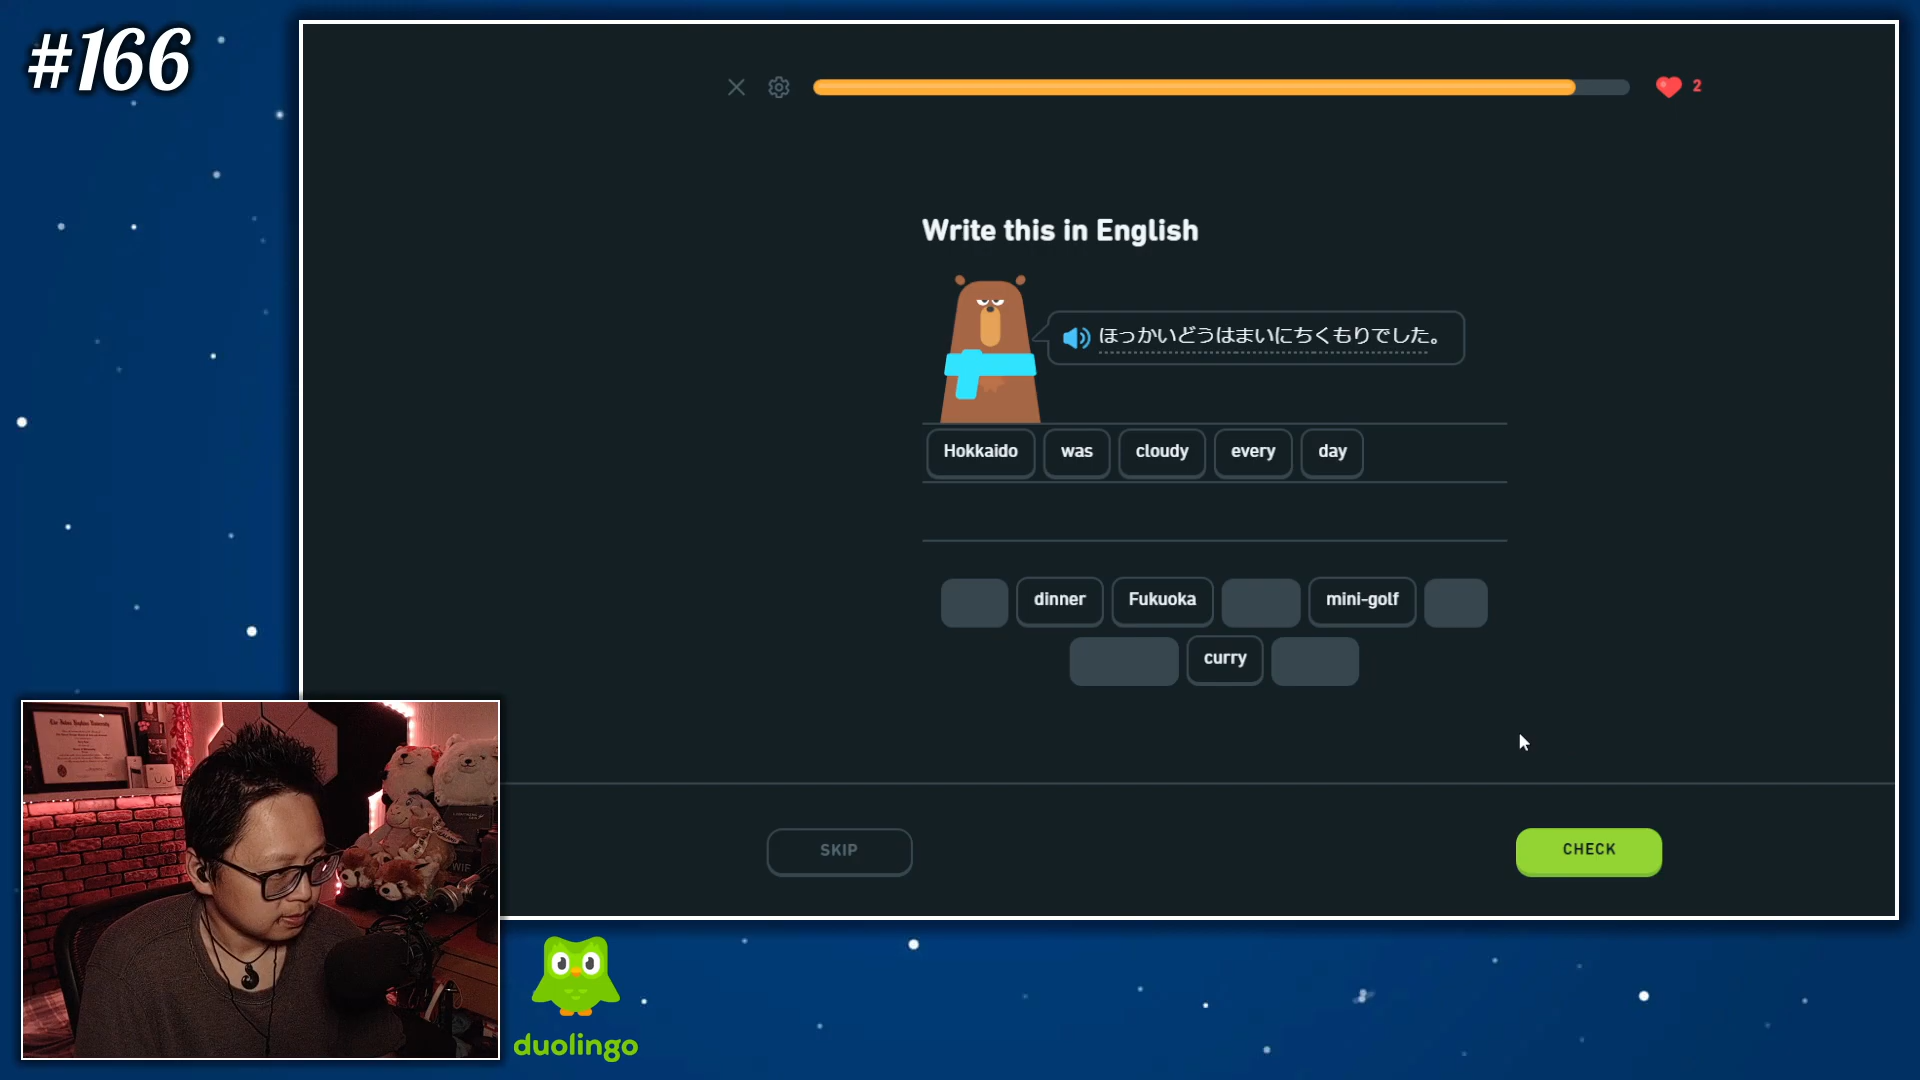 #166
2
Write this in English
ほっかいどうはまいにちくもりでした。
Hokkaido was cloudy every day
dinner Fukuoka mini-golf
curry
SKIP
CHECK
duolingo